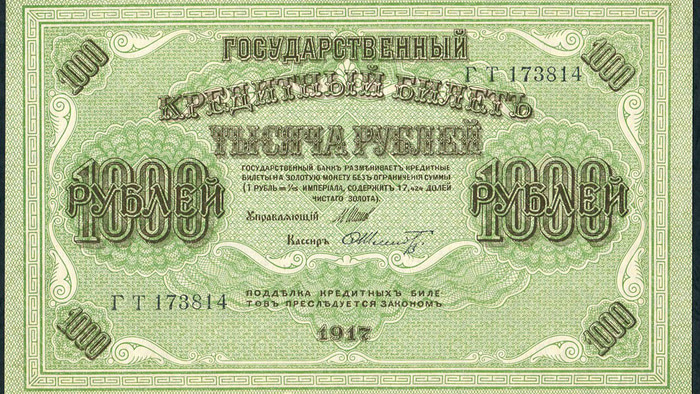 1000
1000
ГОСУДАРСТВЕННЫЙ
ГТ 173814
КРЕДИТНЫЙ БИЛЕТЪ
ТЫСЯЧА РУБЛЕЙ
1000
РУБЛЕЙ
ГОСУДАРСТВЕННЫЙ БАНКЪ РАЗМѢНИВАЕТЪ КРЕДИТНЫЕ
БИЛЕТЫ НА ЗОЛОТУЮ МОНЕТУ БЕЗЪ ОГРАНИЧЕНІЯ СУММЫ
(1 РУБЛЬ = 1/15 ИМПЕРІАЛА, СОДЕРЖИТЪ 17,424 ДОЛЕЙ
ЧИСТАГО ЗОЛОТА).
1000
РУБЛЕЙ
Управляющій
Кассиръ
ГТ 173814
ПОДДѢЛКА КРЕДИТНЫХЪ БИЛЕ-
ТОВЪ ПРЕСЛѢДУЕТСЯ ЗАКОНОМЪ
1000
1917
1000